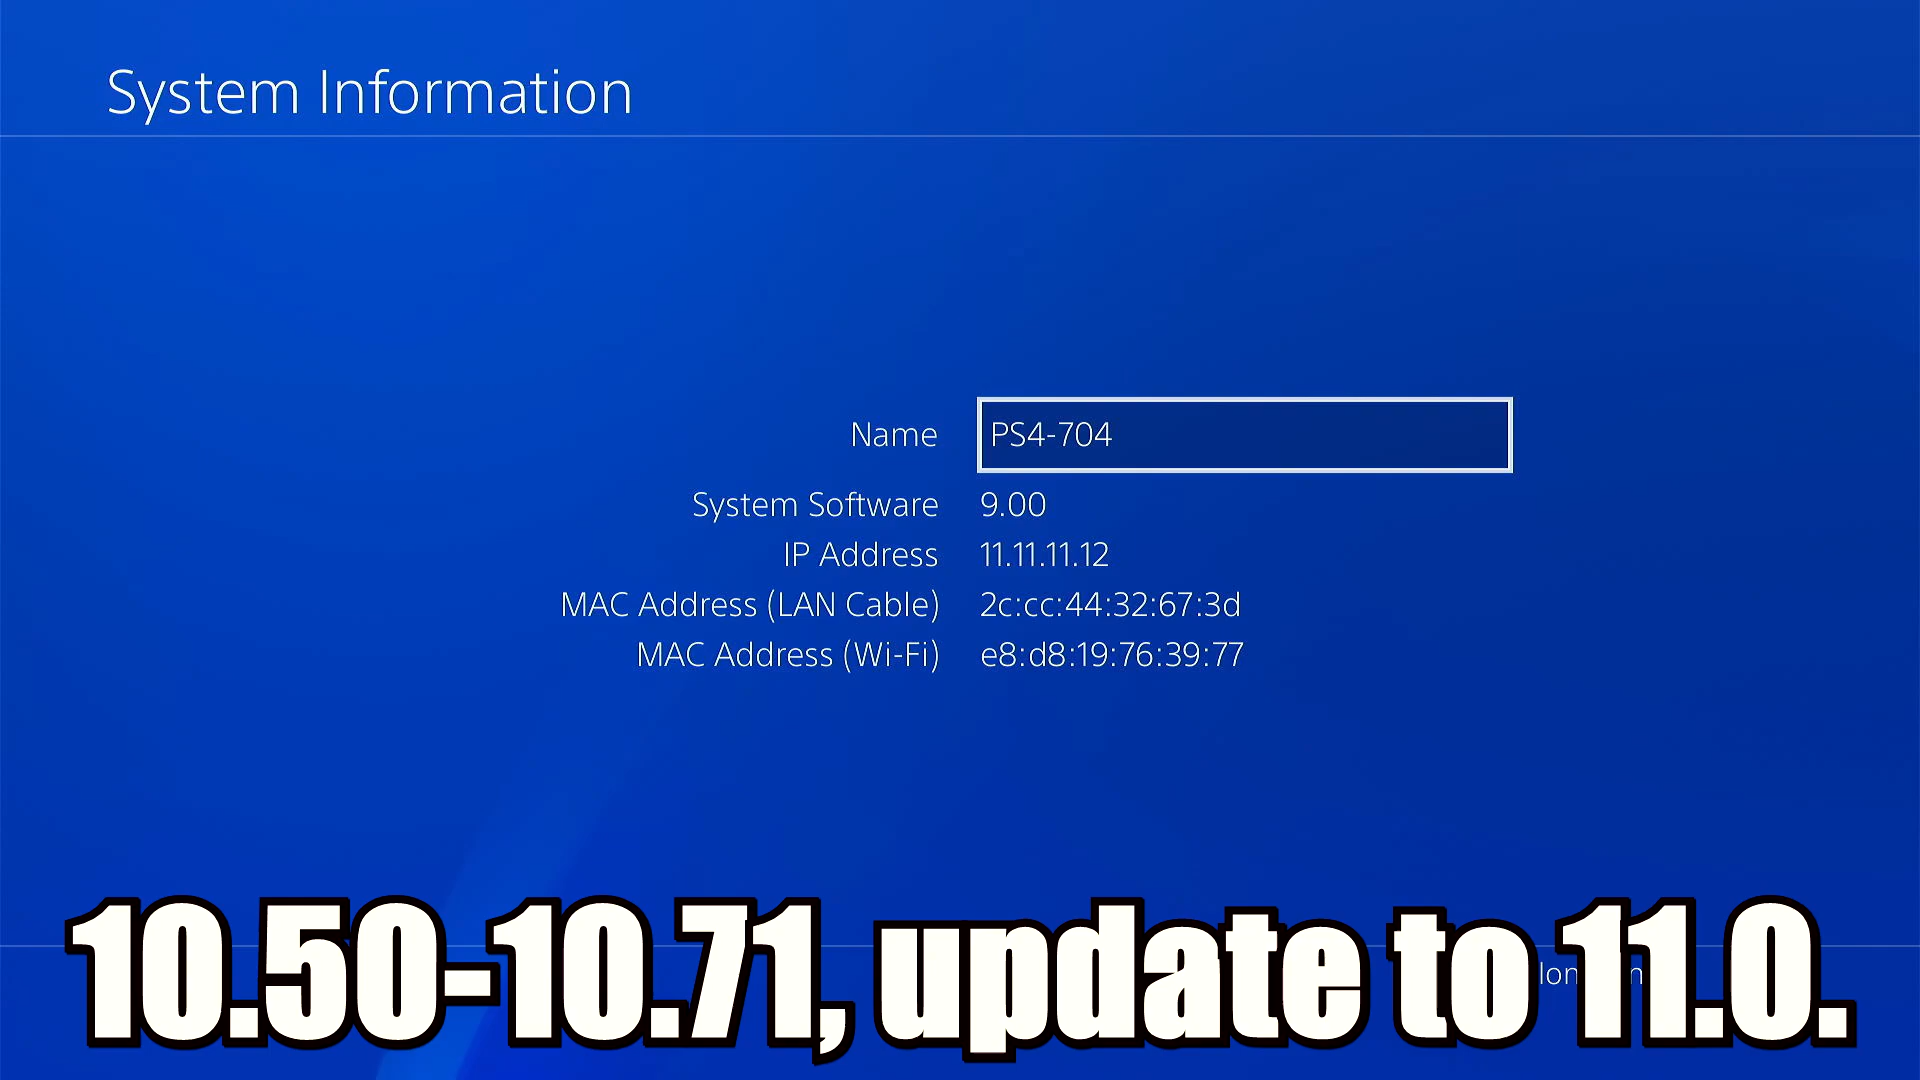 System Information
Name PS4-704
System Software 9.00
IP Address 11.11.11.12
MAC Address (LAN Cable) 2c:cc:44:32:67:3d
MAC Address (Wi-Fi) e8:d8:19:76:39:77
10.50-10.71, update to 11.0.